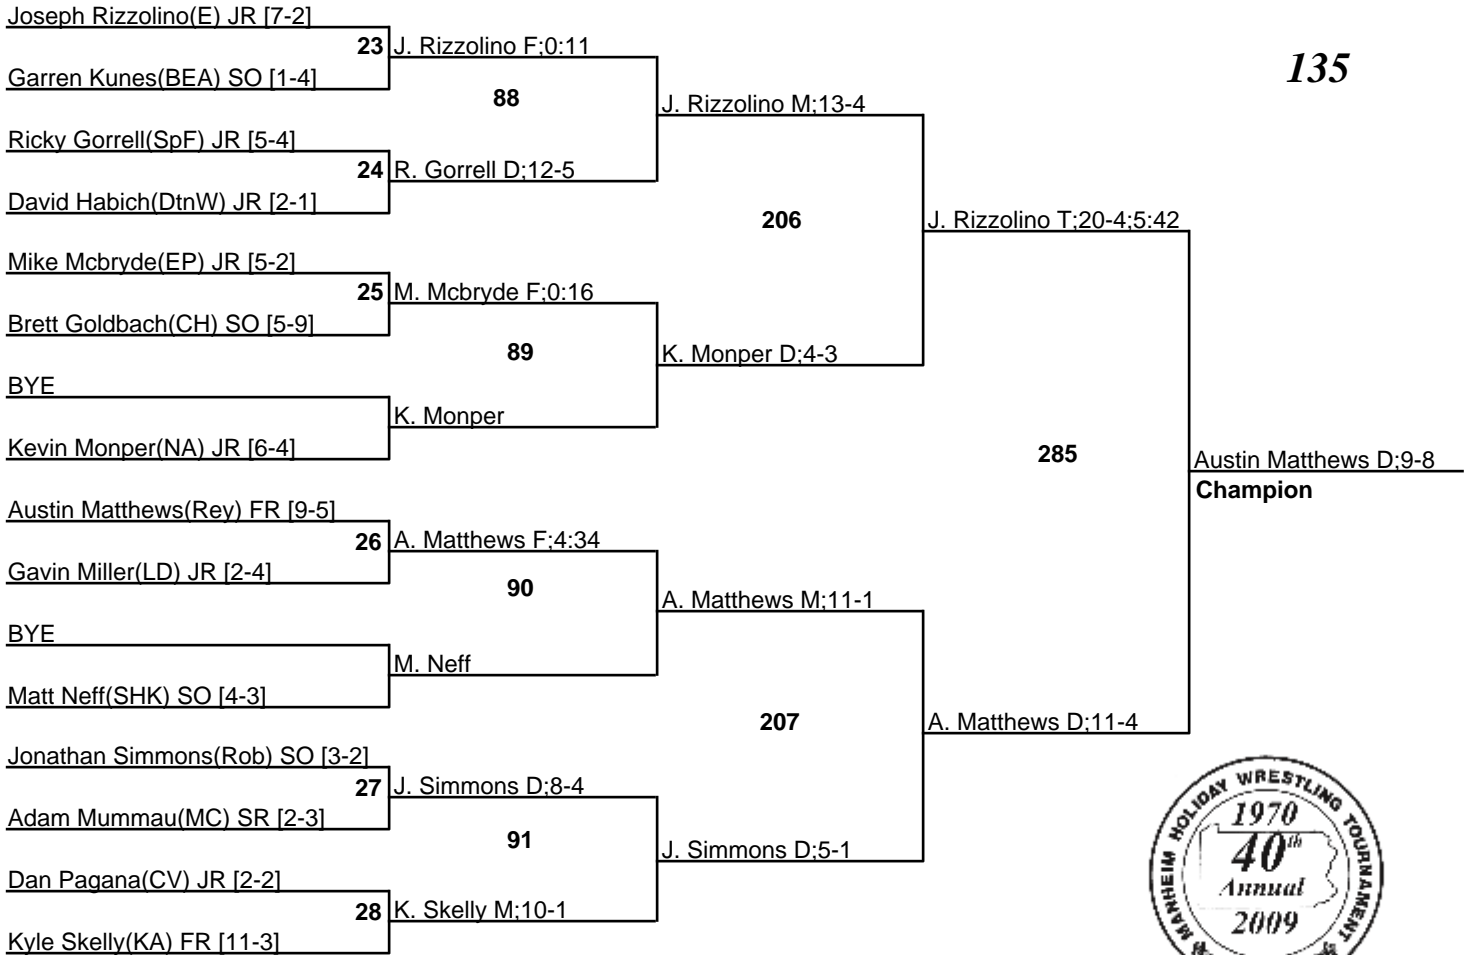 Joseph Rizzolino(E) JR [7-2]
23 J. Rizzolino F;0:11
135
Garren Kunes(BEA) SO [1-4]
88
J. Rizzolino M;13-4
Ricky Gorrell(SpF) JR [5-4]
24 R. Gorrell D;12-5
David Habich(DtnW) JR [2-1]
206
J. Rizzolino T;20-4;5:42
Mike Mcbryde(EP) JR [5-2]
25 M. Mcbryde F;0:16
Brett Goldbach(CH) SO [5-9]
89
K. Monper D;4-3
BYE
K. Monper
Kevin Monper(NA) JR [6-4]
285
Austin Matthews D;9-8
Champion
Austin Matthews(Rey) FR [9-5]
26 A. Matthews F;4:34
Gavin Miller(LD) JR [2-4]
90
A. Matthews M;11-1
BYE
M. Neff
Matt Neff(SHK) SO [4-3]
207
A. Matthews D;11-4
Jonathan Simmons(Rob) SO [3-2]
27 J. Simmons D;8-4
Adam Mummau(MC) SR [2-3]
91
J. Simmons D;5-1
Dan Pagana(CV) JR [2-2]
28 K. Skelly M;10-1
Kyle Skelly(KA) FR [11-3]
MANHEIM HOLIDAY WRESTLING TOURNAMENT
1970
40th
Annual
2009